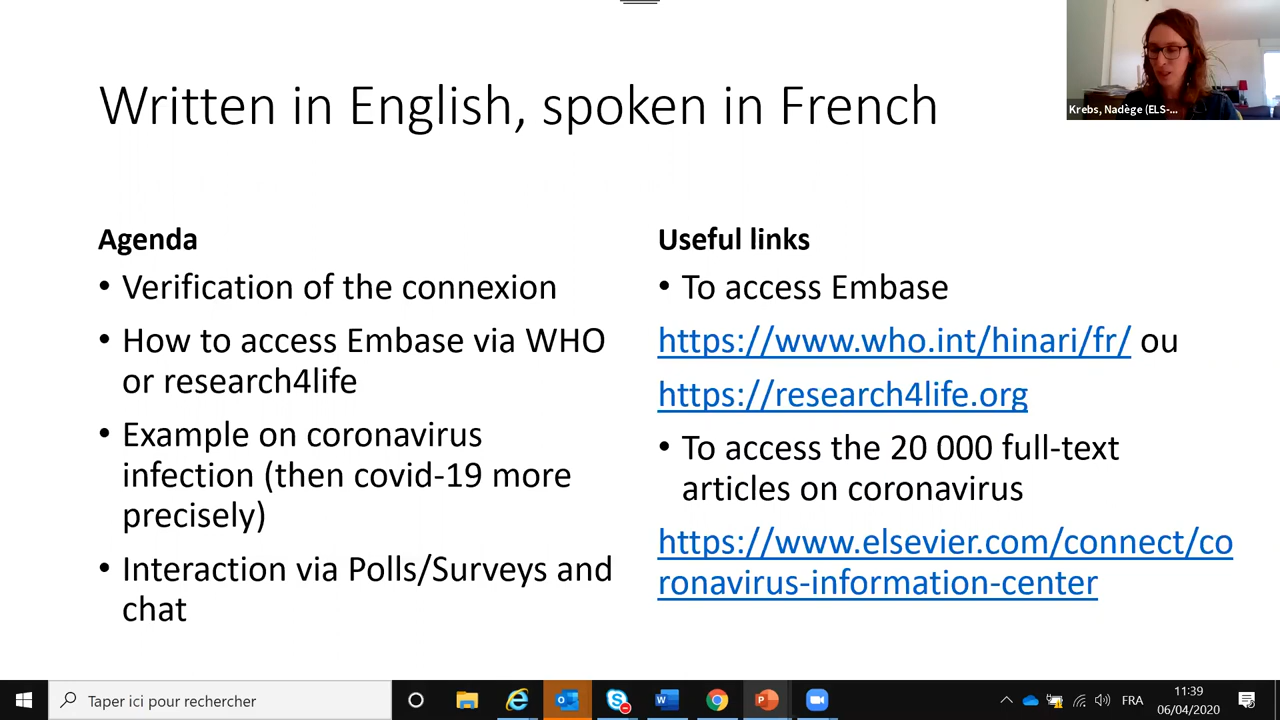 Written in English, spoken in French
Krebs, Nadège (ELS-...
Agenda
• Verification of the connexion
• How to access Embase via WHO
or research4life
• Example on coronavirus
infection (then covid-19 more
precisely)
• Interaction via Polls/Surveys and
chat
Useful links
• To access Embase
https://www.who.int/hinari/fr/ ou
https://research4life.org
• To access the 20 000 full-text
articles on coronavirus
https://www.elsevier.com/connect/co
ronavirus-information-center
Taper ici pour rechercher
FRA
11:39
06/04/2020